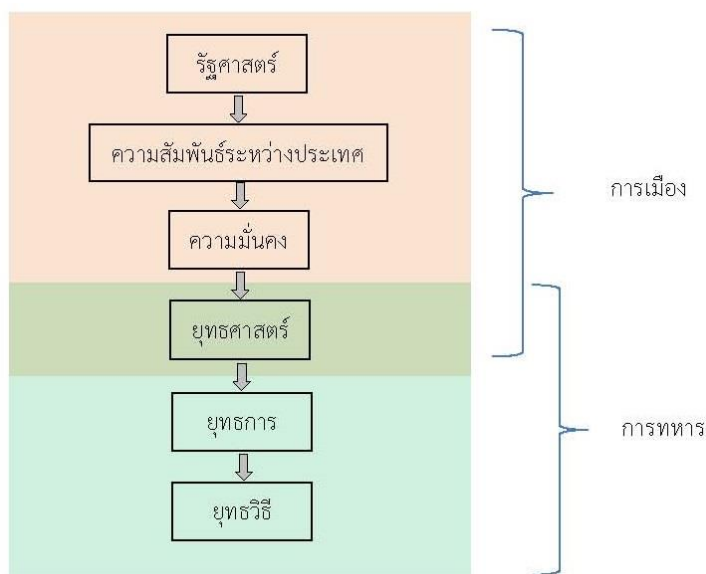 รัฐศาสตร์
ความสัมพันธ์ระหว่างประเทศ
การเมือง
ความมั่นคง
ยุทธศาสตร์
ยุทธการ
การทหาร
ยุทธวิธี